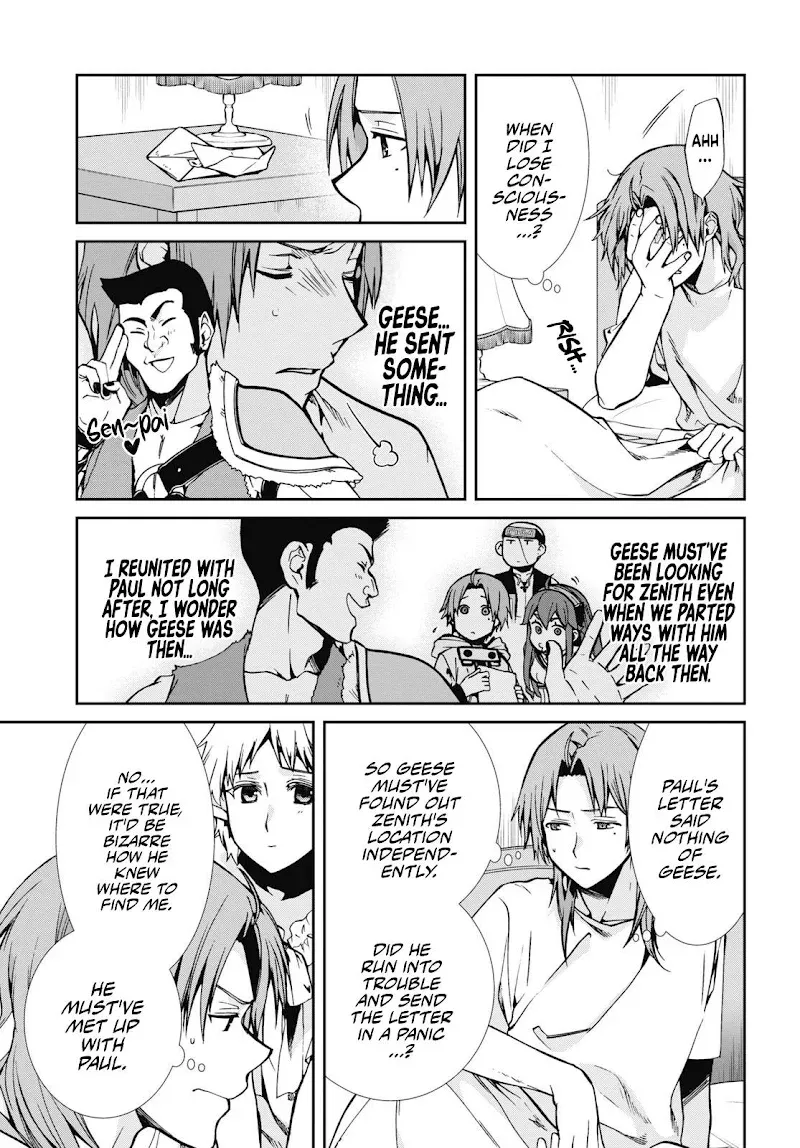 AHH
...
WHEN
DID I
LOSE
CON-
SCIOUS-
NESS
...?
RISH...
GEESE...
HE SENT
SOME-
THING...
Sen~pai
♥
GEESE MUST'VE
BEEN LOOKING
FOR ZENITH EVEN
WHEN WE PARTED
WAYS WITH HIM
ALL THE WAY
BACK THEN.
I REUNITED WITH
PAUL NOT LONG
AFTER, I WONDER
HOW GEESE WAS
THEN...
PAUL'S
LETTER
SAID
NOTHING
OF
GEESE.
SO GEESE
MUST'VE
FOUND OUT
ZENITH'S
LOCATION
INDEPEND-
ENTLY.
DID HE
RUN INTO
TROUBLE
AND SEND
THE LETTER
IN A PANIC
...?
NO...
IF THAT
WERE TRUE,
IT'D BE
BIZARRE
HOW HE
KNEW
WHERE TO
FIND ME.
HE
MUST'VE
MET UP
WITH
PAUL.